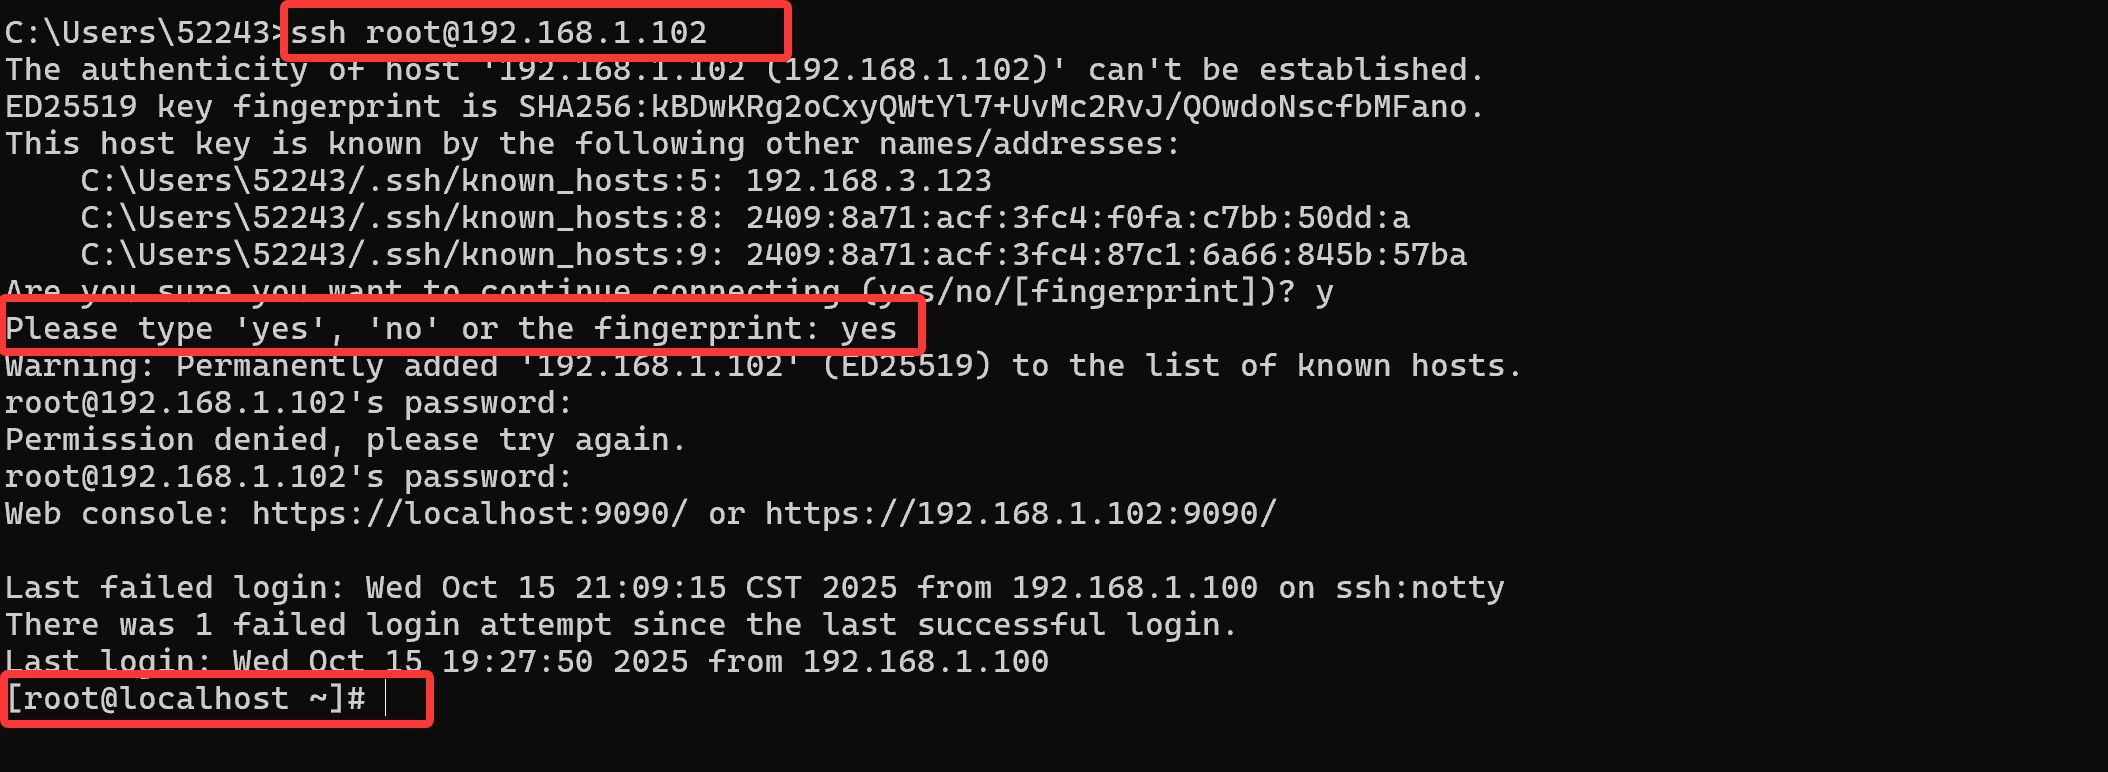 C:\Users\52243>ssh root@192.168.1.102
The authenticity of host '192.168.1.102 (192.168.1.102)' can't be established.
ED25519 key fingerprint is SHA256:kBDwKRg2oCxyQWtYl7+UvMc2RvJ/QOwdoNscfbMFano.
This host key is known by the following other names/addresses:
    C:\Users\52243/.ssh/known_hosts:5: 192.168.3.123
    C:\Users\52243/.ssh/known_hosts:8: 2409:8a71:acf:3fc4:f0fa:c7bb:50dd:a
    C:\Users\52243/.ssh/known_hosts:9: 2409:8a71:acf:3fc4:87c1:6a66:845b:57ba
Are you sure you want to continue connecting (yes/no/[fingerprint])? y
Please type 'yes', 'no' or the fingerprint: yes
Warning: Permanently added '192.168.1.102' (ED25519) to the list of known hosts.
root@192.168.1.102's password:
Permission denied, please try again.
root@192.168.1.102's password:
Web console: https://localhost:9090/ or https://192.168.1.102:9090/
Last failed login: Wed Oct 15 21:09:15 CST 2025 from 192.168.1.100 on ssh:notty
There was 1 failed login attempt since the last successful login.
Last login: Wed Oct 15 19:27:50 2025 from 192.168.1.100
[root@localhost ~]#